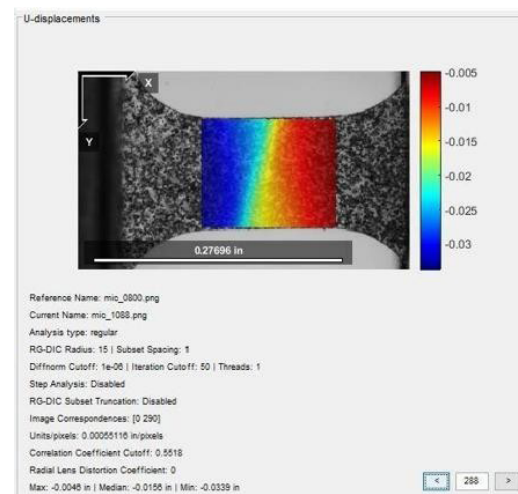 U-displacements
X
Y
0.27696 in
-0.005
-0.01
-0.015
-0.02
-0.025
-0.03
Reference Name: mic_0800.png
Current Name: mic_1088.png
Analysis type: regular
RG-DIC Radius: 15 | Subset Spacing: 1
Diffnorm Cutoff: 1e-06 | Iteration Cutoff: 50 | Threads: 1
Step Analysis: Disabled
RG-DIC Subset Truncation: Disabled
Image Correspondences: [0 290]
Units/pixels: 0.00055116 in/pixels
Correlation Coefficient Cutoff: 0.5518
Radial Lens Distortion Coefficient: 0
Max: -0.0046 in | Median: -0.0156 in | Min: -0.0339 in
< 288 >